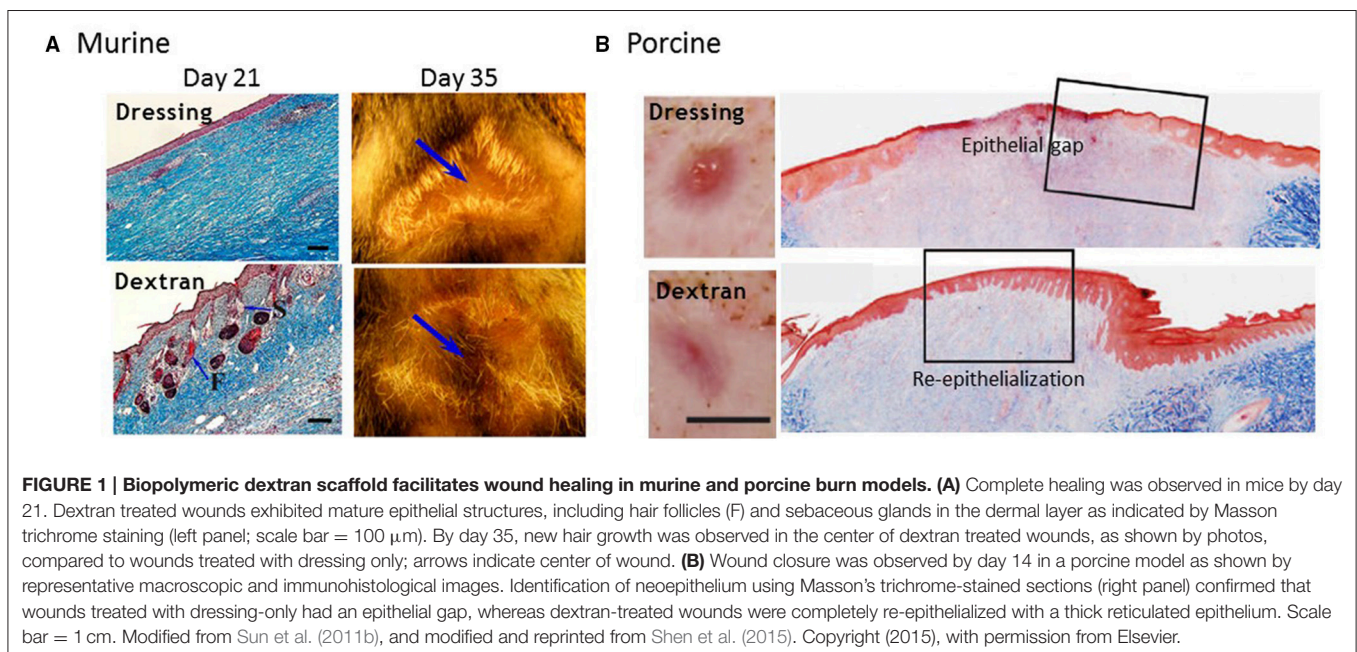 A Murine
Day 21
Day 35
Dressing
Dextran
S
F
B Porcine
Dressing
Epithelial gap
Dextran
Re-epithelialization
FIGURE 1 | Biopolymeric dextran scaffold facilitates wound healing in murine and porcine burn models. (A) Complete healing was observed in mice by day
21. Dextran treated wounds exhibited mature epithelial structures, including hair follicles (F) and sebaceous glands in the dermal layer as indicated by Masson
trichrome staining (left panel; scale bar = 100 μm). By day 35, new hair growth was observed in the center of dextran treated wounds, as shown by photos,
compared to wounds treated with dressing only; arrows indicate center of wound. (B) Wound closure was observed by day 14 in a porcine model as shown by
representative macroscopic and immunohistological images. Identification of neoepithelium using Masson's trichrome-stained sections (right panel) confirmed that
wounds treated with dressing-only had an epithelial gap, whereas dextran-treated wounds were completely re-epithelialized with a thick reticulated epithelium. Scale
bar = 1 cm. Modified from Sun et al. (2011b), and modified and reprinted from Shen et al. (2015). Copyright (2015), with permission from Elsevier.